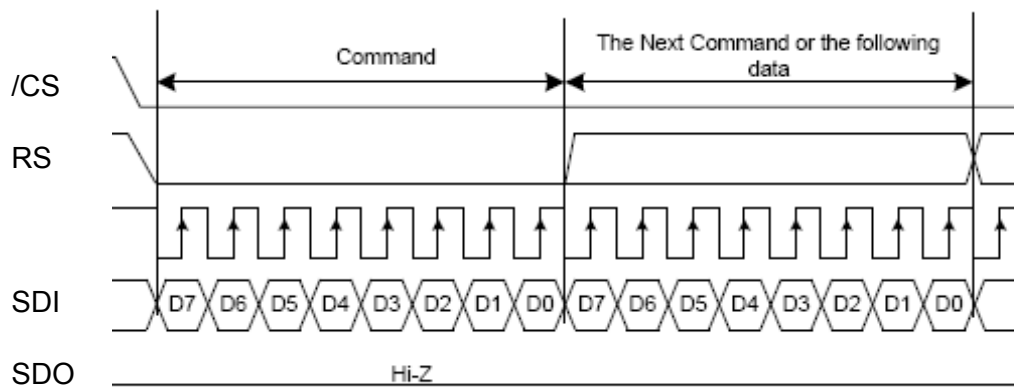 Command
The Next Command or the following
data
/CS
RS
SDI
D7 D6 D5 D4 D3 D2 D1 D0 D7 D6 D5 D4 D3 D2 D1 D0
SDO
Hi-Z